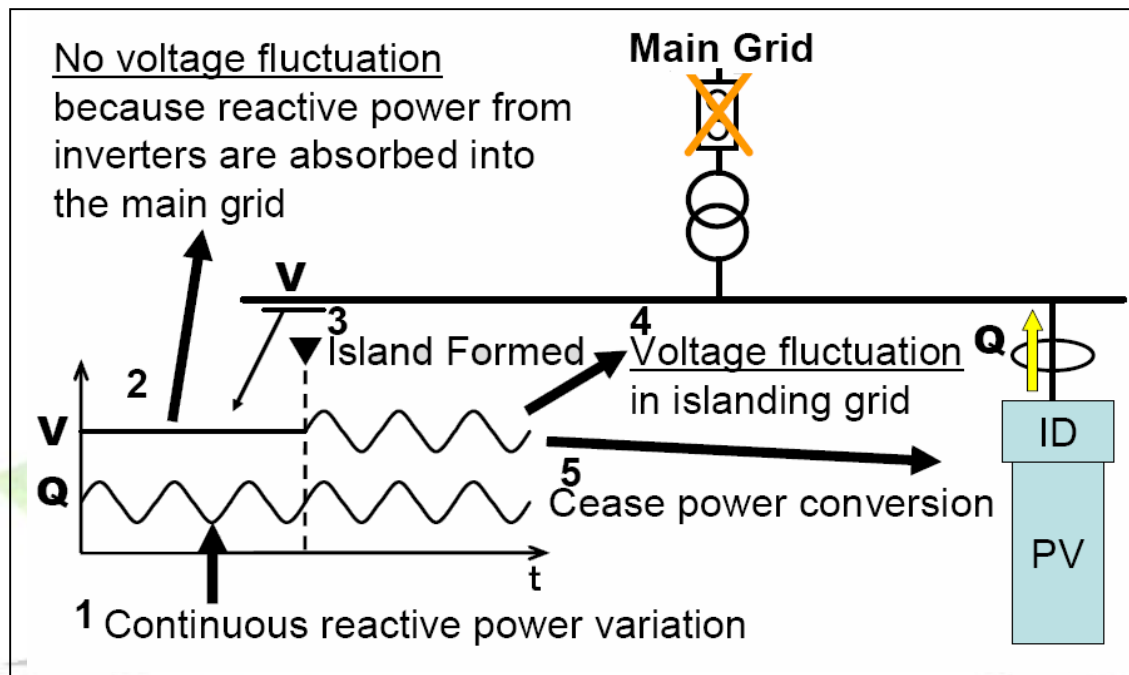 No voltage fluctuation
because reactive power from
inverters are absorbed into
the main grid
Main Grid
V
3
Island Formed
4
Voltage fluctuation
in islanding grid
Q
ID
PV
2
V
Q
5
Cease power conversion
t
1 Continuous reactive power variation